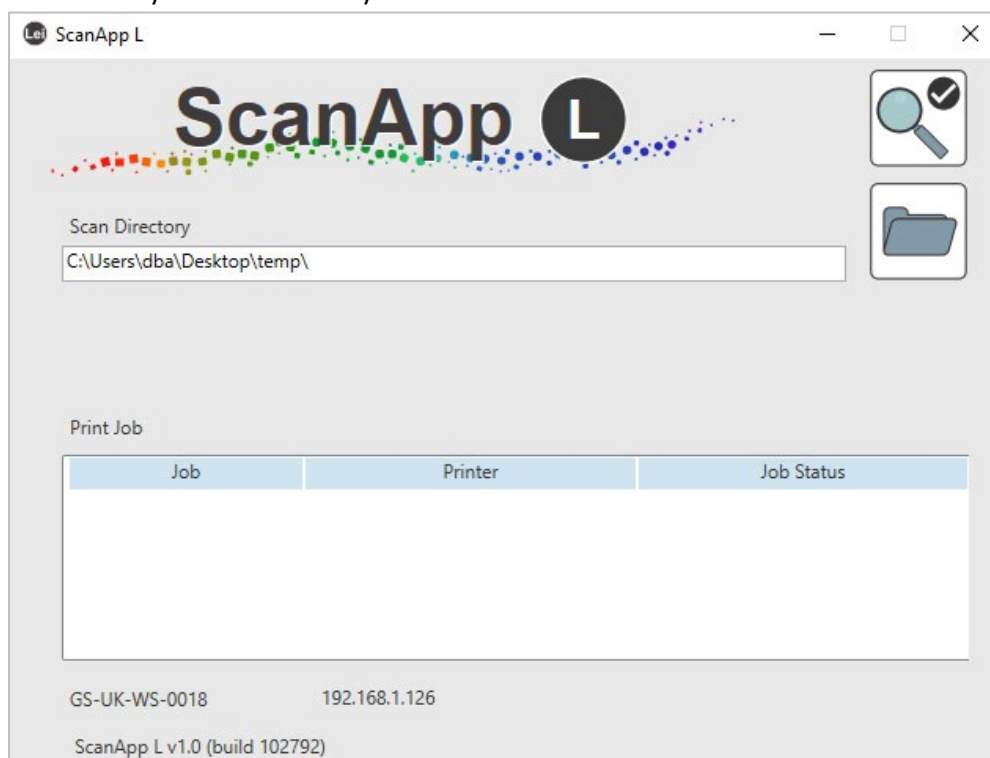 Lei ScanApp L
ScanApp L
Scan Directory
C:\Users\dba\Desktop\temp\
Print Job
Job Printer Job Status
GS-UK-WS-0018 192.168.1.126
ScanApp L v1.0 (build 102792)